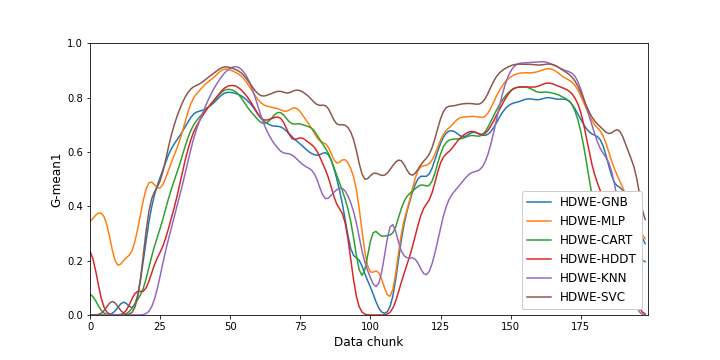 1.0
0.8
0.6
0.4
0.2
0.0
G-mean1
0 25 50 75 100 125 150 175
Data chunk
HDWE-GNB
HDWE-MLP
HDWE-CART
HDWE-HDDT
HDWE-KNN
HDWE-SVC